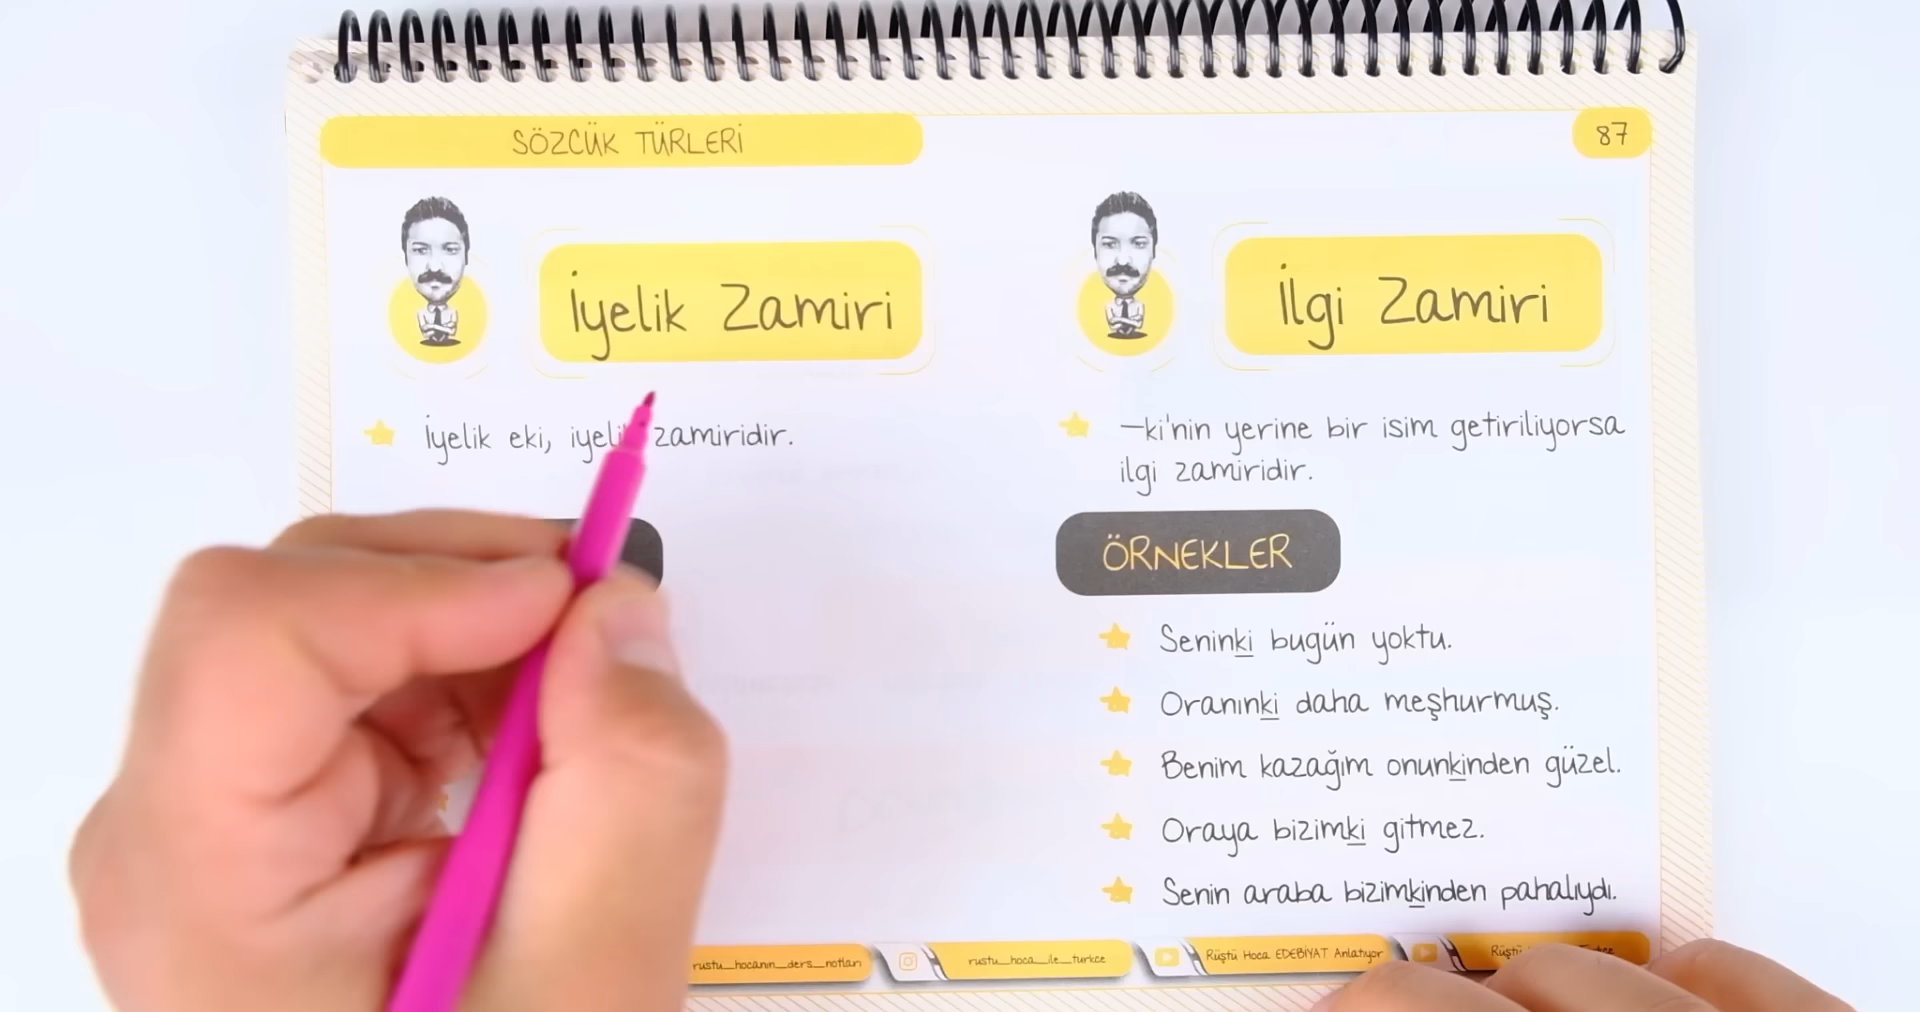 SÖZCÜK TÜRLERİ
87
İyelik Zamiri
İyelik eki, iyelik zamiridir.
İlgi Zamiri
–ki'nin yerine bir isim getiriliyorsa
ilgi zamiridir.
ÖRNEKLER
Seninki bugün yoktu.
Oranınki daha meşhurmuş.
Benim kazağım onunkinden güzel.
Oraya bizimki gitmez.
Senin araba bizimkinden pahalıydı.
rustu_hocanın_ders_notları
rustu_hoca_ile_turkce
Rüştü Hoca EDEBİYAT Anlatıyor